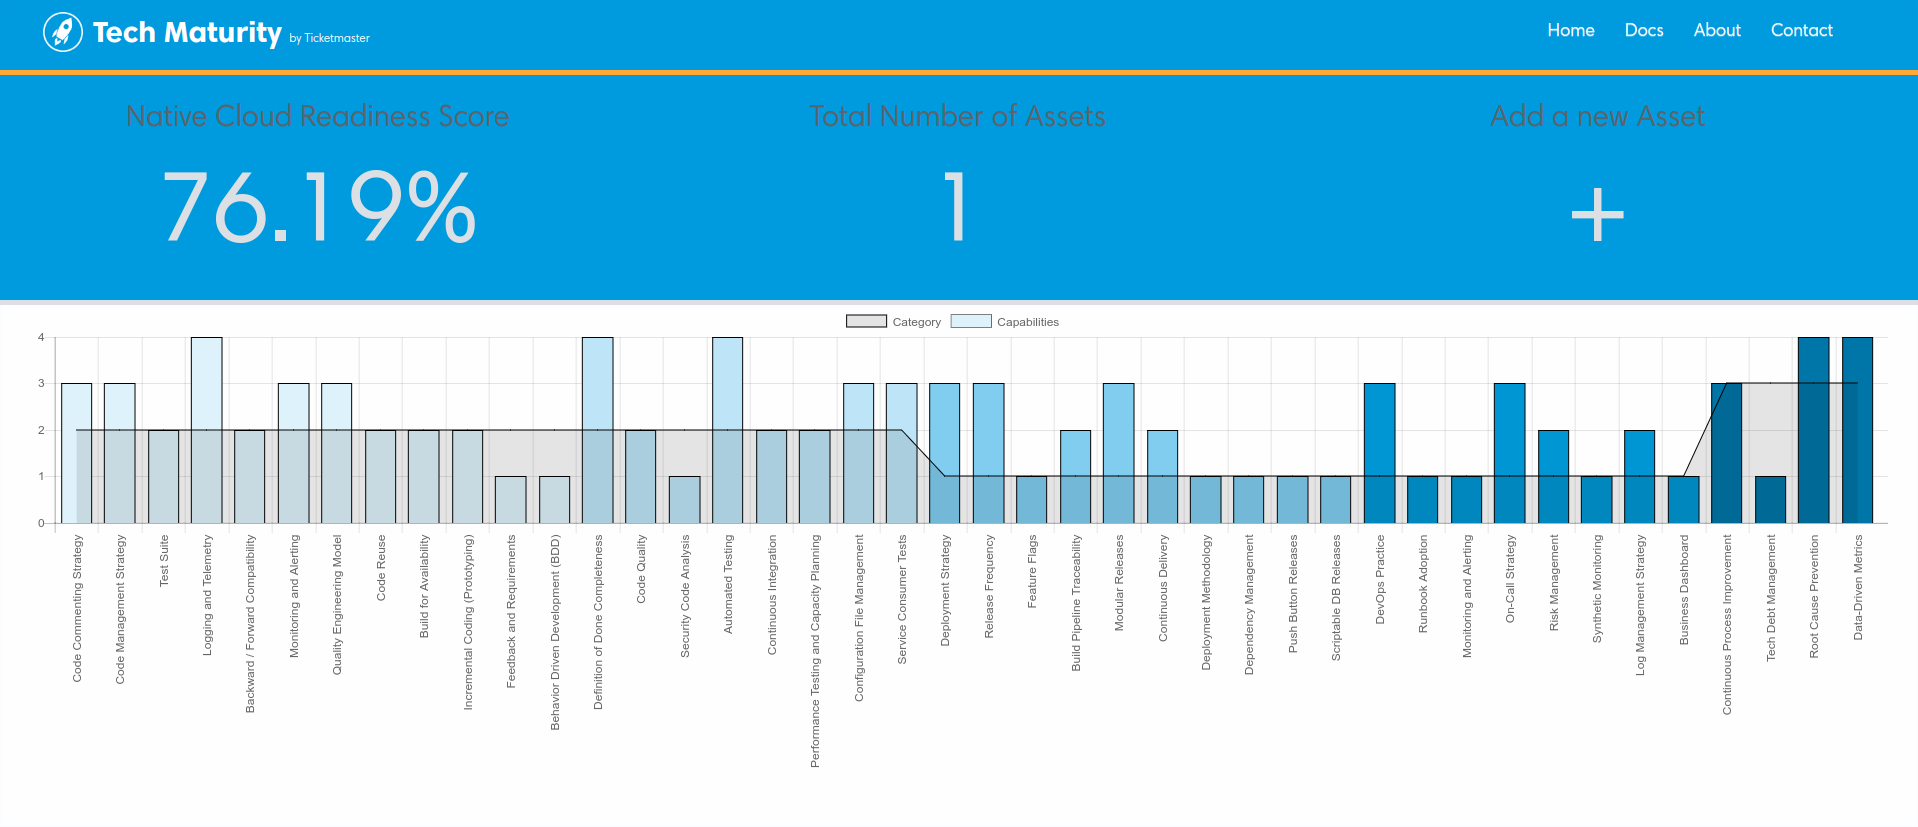 Tech Maturity by Ticketmaster
Home Docs About Contact
Native Cloud Readiness Score
76.19%
Total Number of Assets
1
Add a new Asset
+
Category Capabilities
4
3
2
1
0
Code Commenting Strategy
Code Management Strategy
Test Suite
Logging and Telemetry
Backward / Forward Compatibility
Monitoring and Alerting
Quality Engineering Model
Code Reuse
Build for Availability
Incremental Coding (Prototyping)
Feedback and Requirements
Behavior Driven Development (BDD)
Definition of Done Completeness
Code Quality
Security Code Analysis
Automated Testing
Continuous Integration
Performance Testing and Capacity Planning
Configuration File Management
Service Consumer Tests
Deployment Strategy
Release Frequency
Feature Flags
Build Pipeline Traceability
Modular Releases
Continuous Delivery
Deployment Methodology
Dependency Management
Push Button Releases
Scriptable DB Releases
DevOps Practice
Runbook Adoption
Monitoring and Alerting
On-Call Strategy
Risk Management
Synthetic Monitoring
Log Management Strategy
Business Dashboard
Continuous Process Improvement
Tech Debt Management
Root Cause Prevention
Data-Driven Metrics